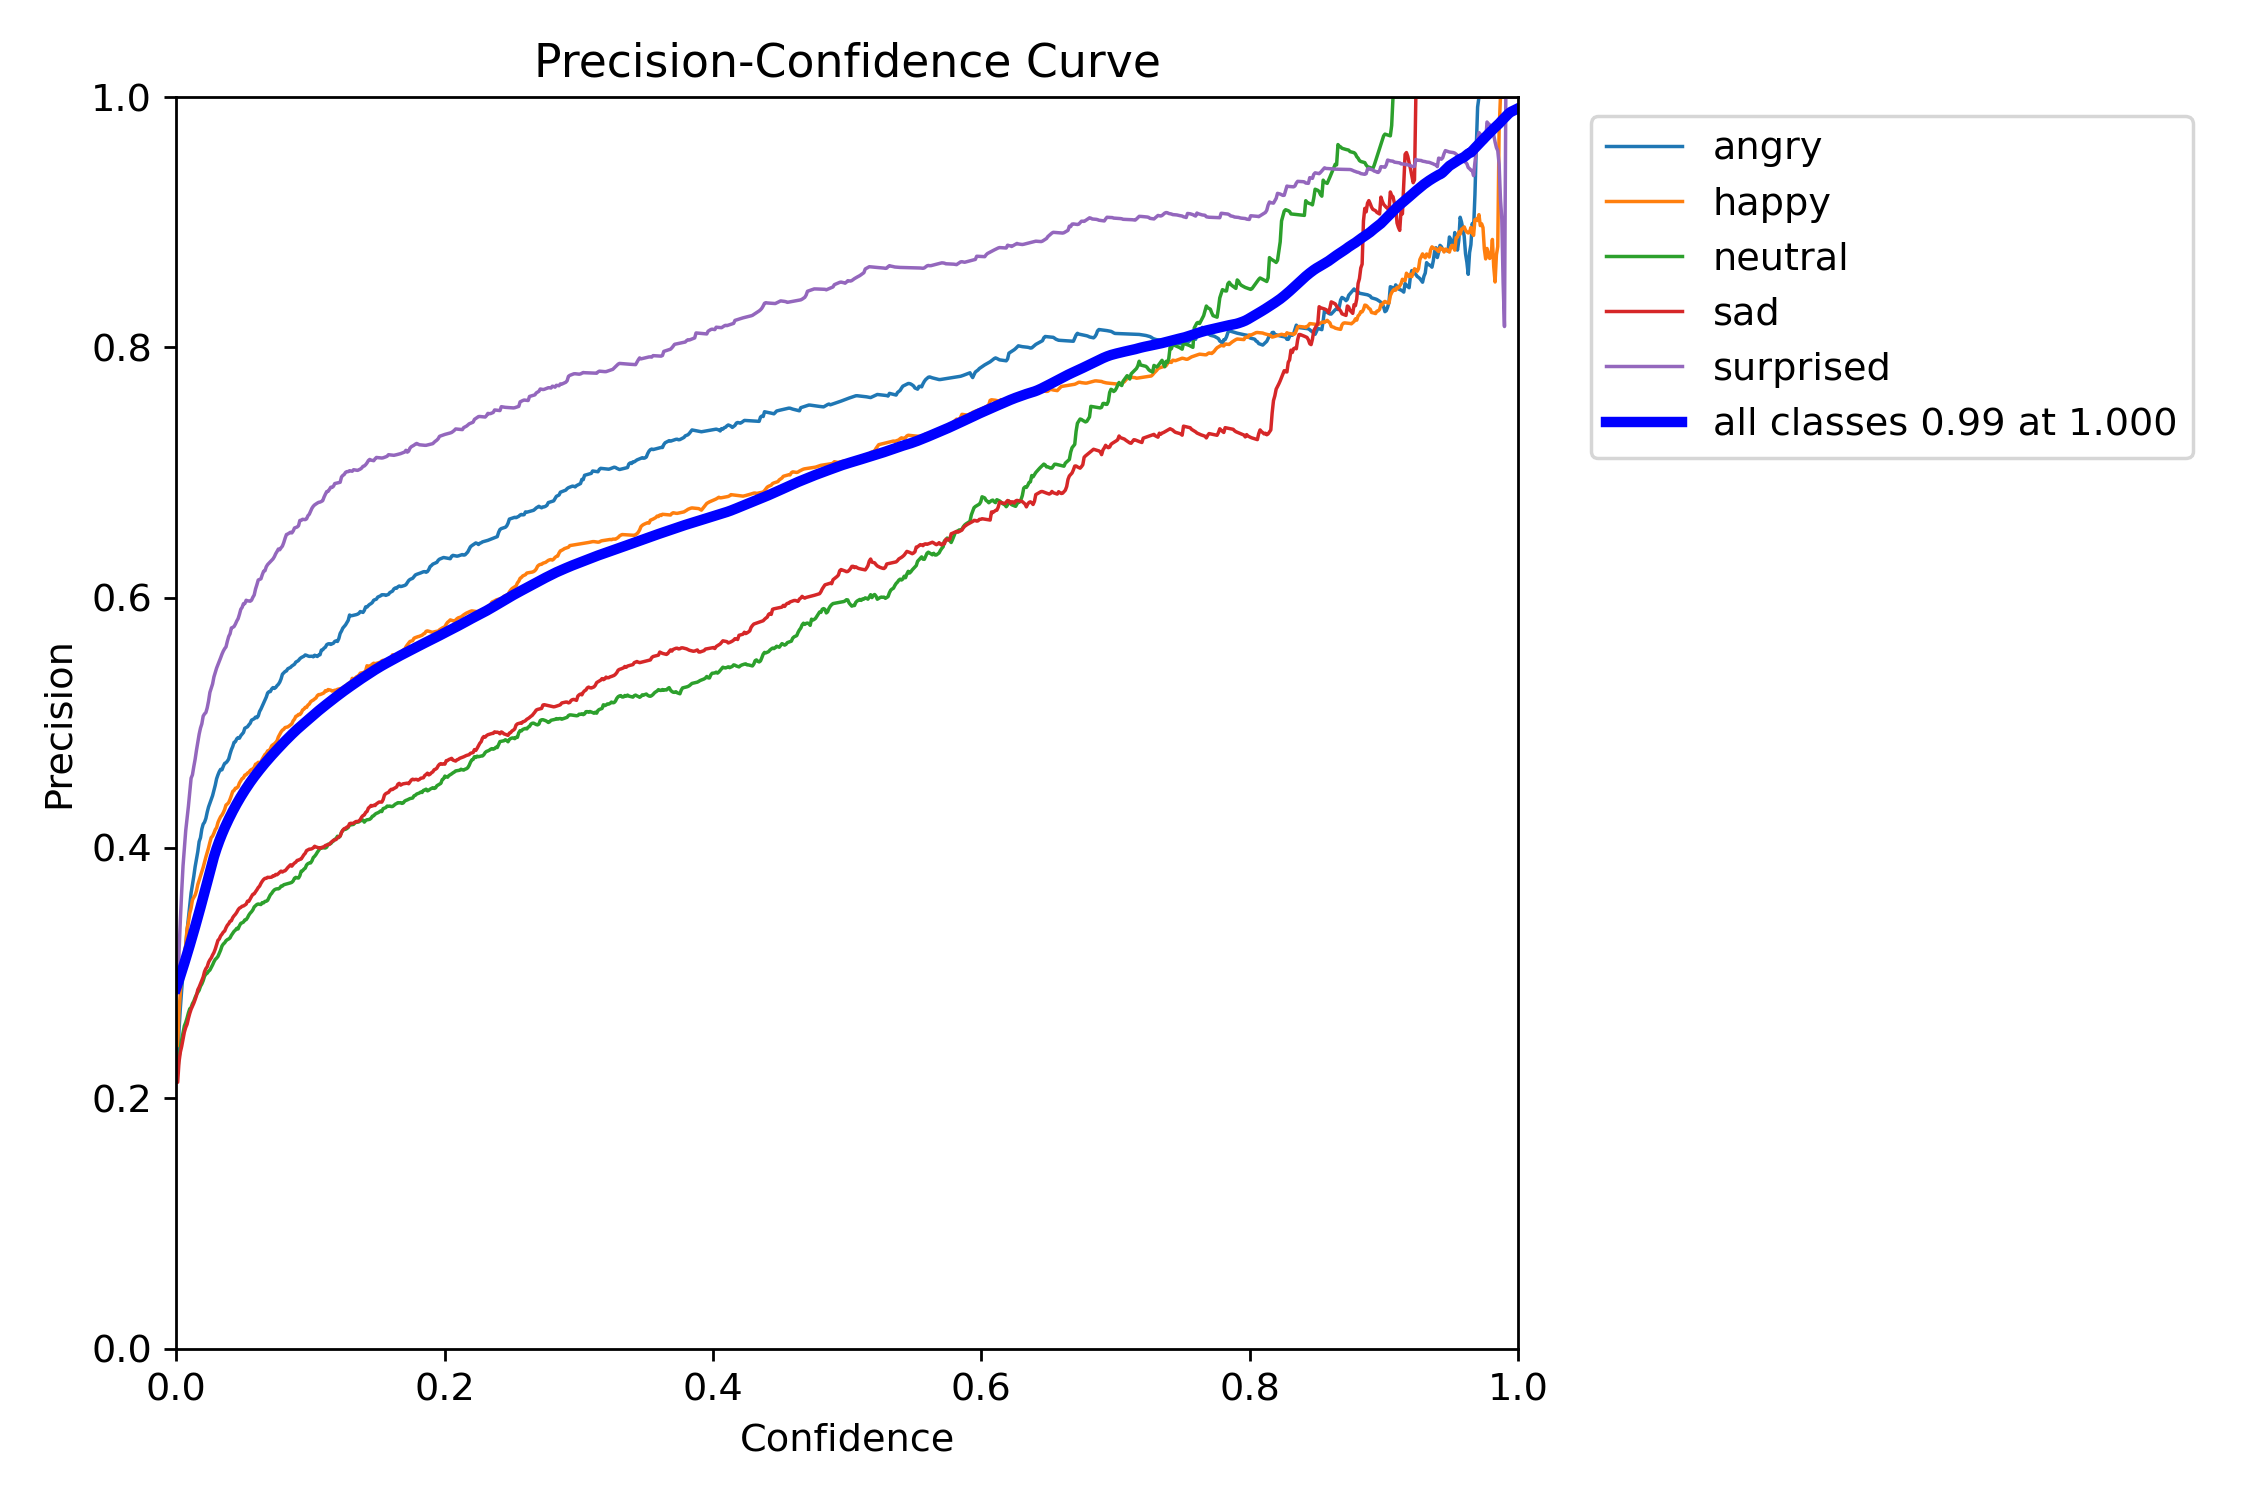 Precision-Confidence Curve
1.0
0.8
0.6
0.4
0.2
0.0
Precision
0.0 0.2 0.4 0.6 0.8 1.0
Confidence
angry
happy
neutral
sad
surprised
all classes 0.99 at 1.000